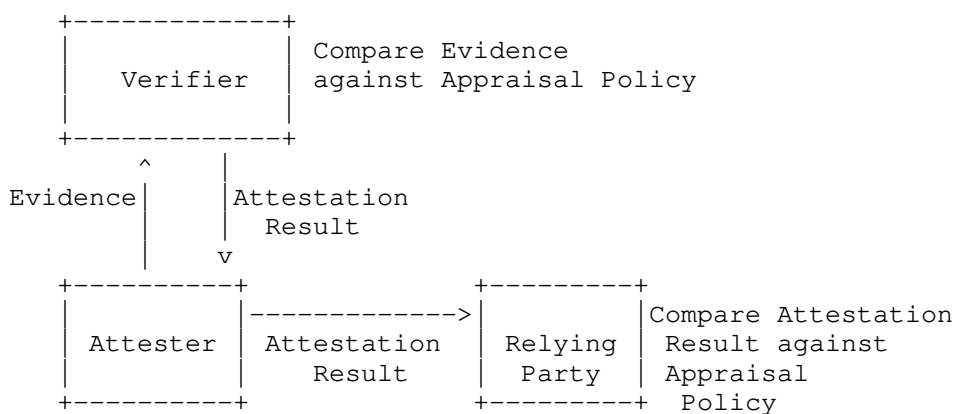 Compare Evidence
Verifier against Appraisal Policy
Evidence Attestation
Result
Compare Attestation
Attester Attestation Relying Result against
Result Party Appraisal
Policy